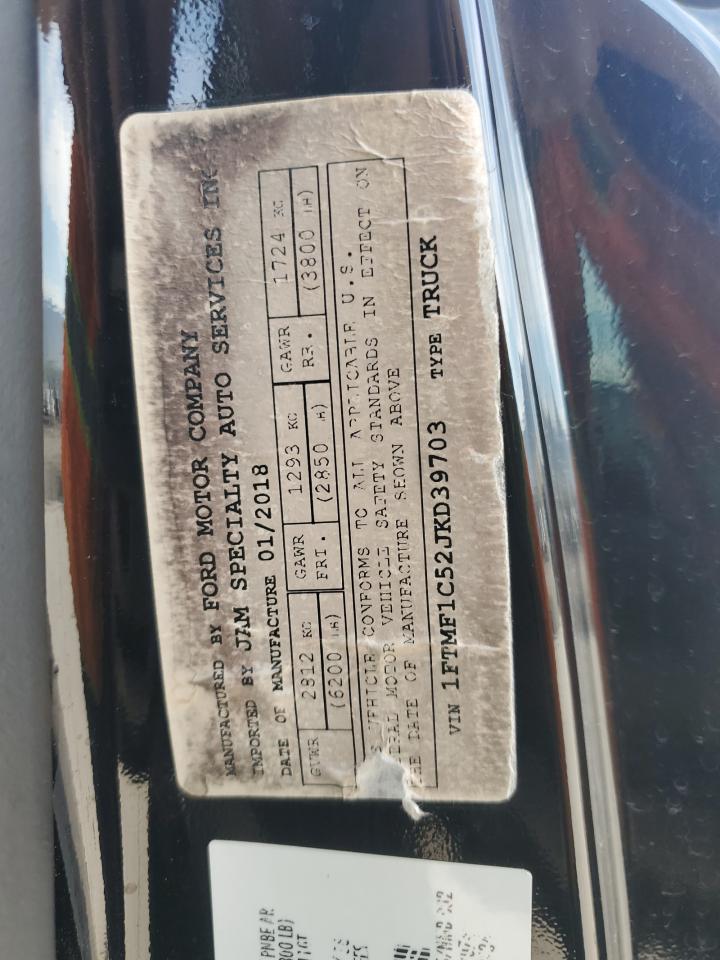 MANUFACTURED BY FORD MOTOR COMPANY
IMPORTED BY JAM SPECIALTY AUTO SERVICES INC
DATE OF MANUFACTURE 01/2018
GVWR 2812 KG GAWR 1293 KG GAWR 1724 KG
(6200 LB) FRT. (2850 LB) RR. (3800 LB)
VEHICLE CONFORMS TO ALL APPLICABLE U.S.
MOTOR VEHICLE SAFETY STANDARDS IN EFFECT ON
DATE OF MANUFACTURE SHOWN ABOVE
VIN 1FTMF1C52JKD39703 TYPE TRUCK